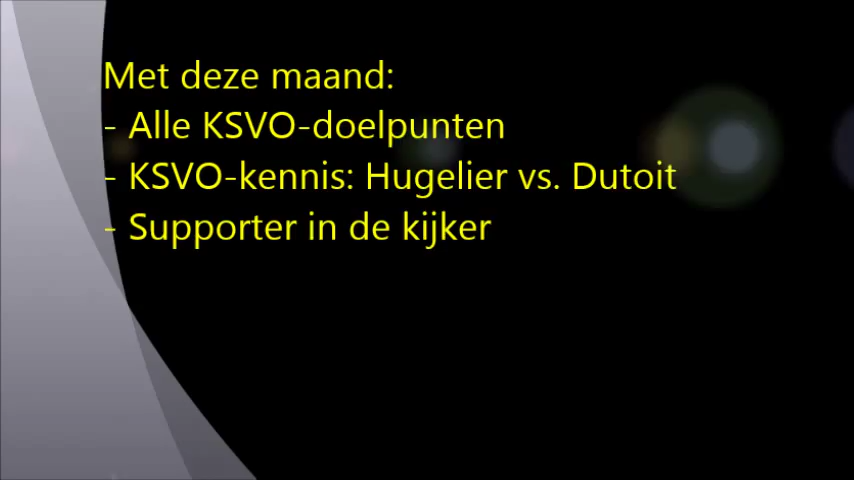 Met deze maand:
- Alle KSVO-doelpunten
- KSVO-kennis: Hugelier vs. Dutoit
- Supporter in de kijker